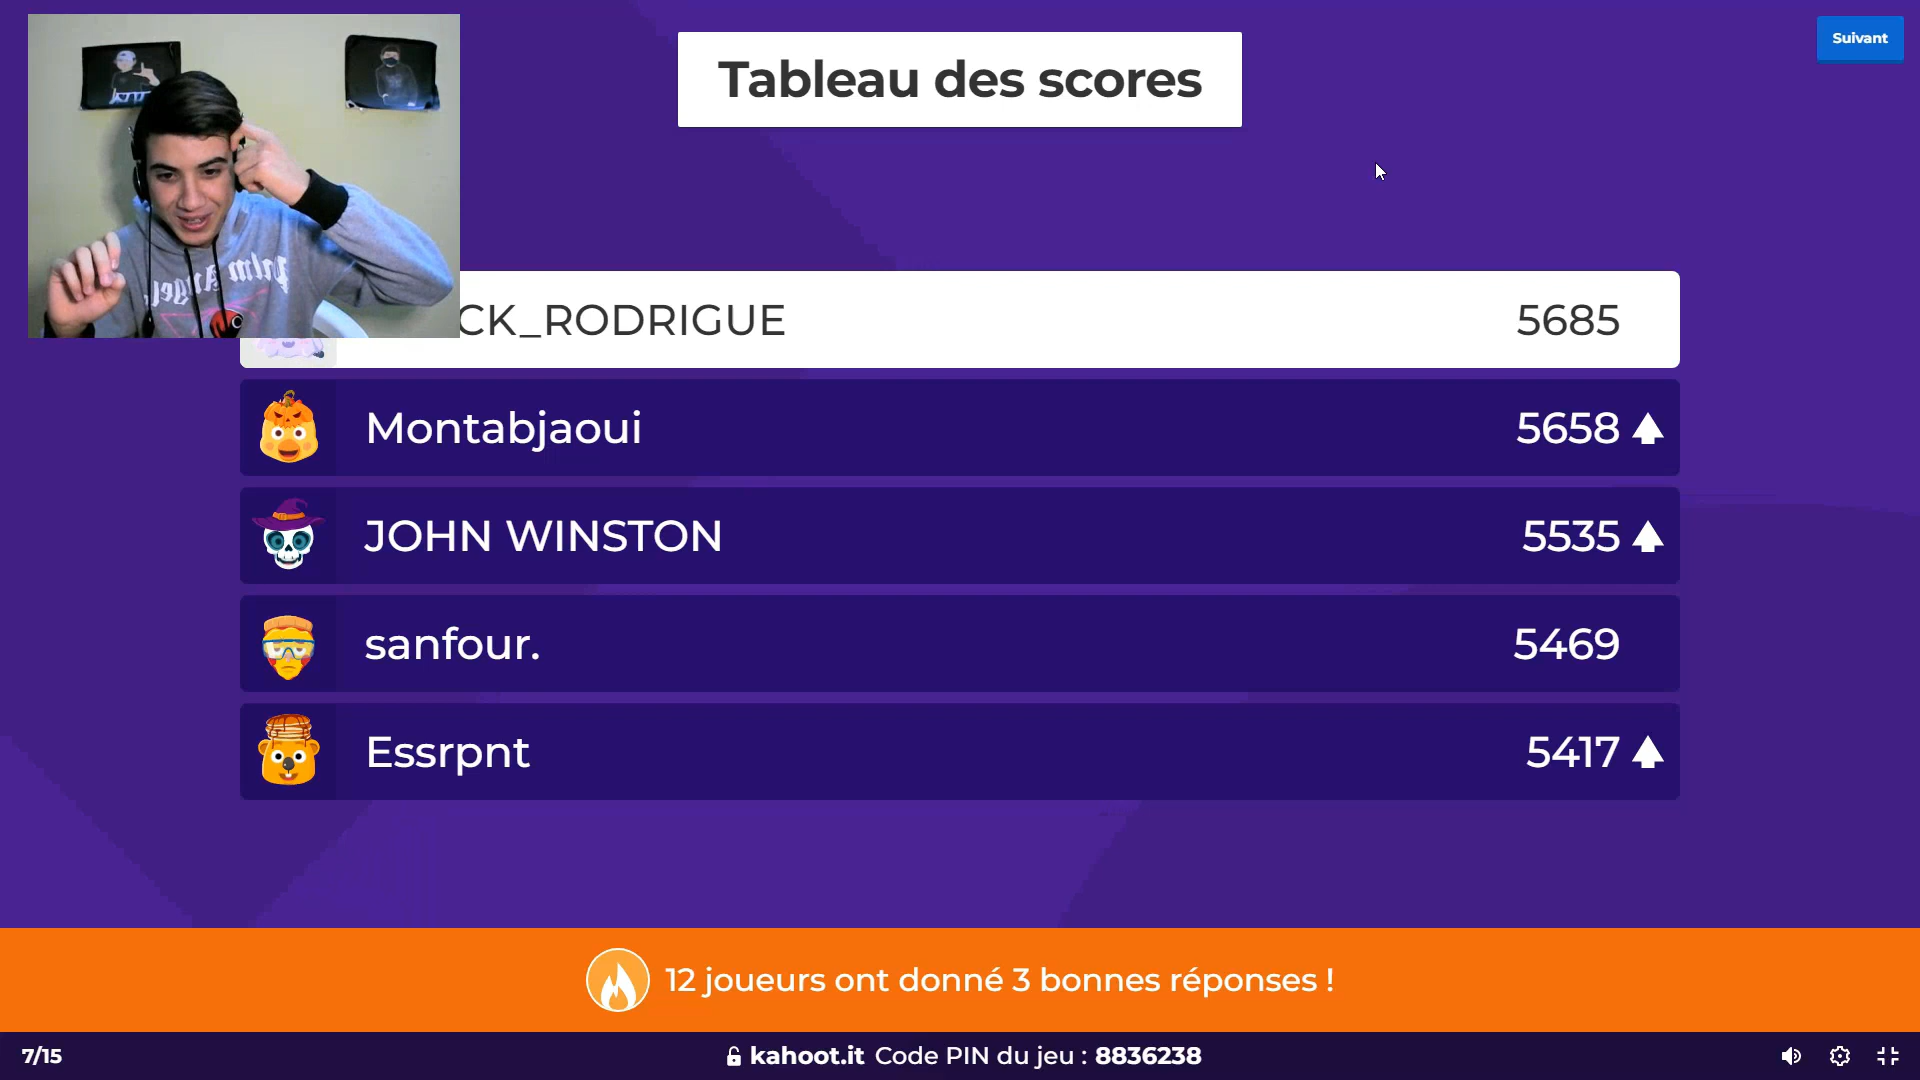 Suivant
Tableau des scores
CK_RODRIGUE 5685
Montabjaoui 5658
JOHN WINSTON 5535
sanfour. 5469
Essrpnt 5417
12 joueurs ont donné 3 bonnes réponses !
7/15 kahoot.it Code PIN du jeu : 8836238